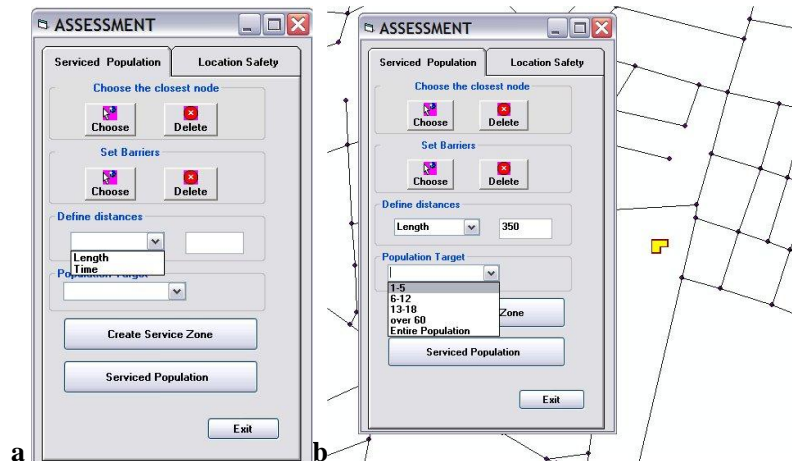 ASSESSMENT
Serviced Population Location Safety
Choose the closest node
Choose Delete
Set Barriers
Choose Delete
Define distances
Length
Time
Population Target
Create Service Zone
Serviced Population
Exit
a
ASSESSMENT
Serviced Population Location Safety
Choose the closest node
Choose Delete
Set Barriers
Choose Delete
Define distances
Length 350
Population Target
1-5
6-12
13-18
over 60
Entire Population
Zone
Serviced Population
Exit
b